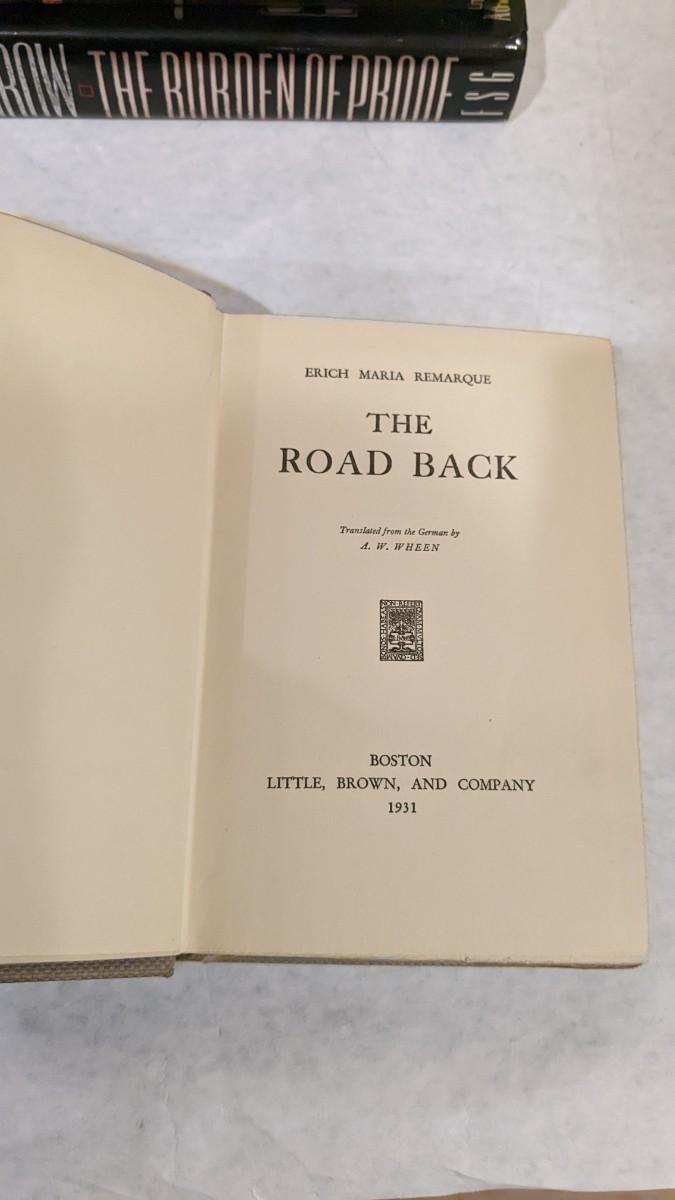 ROW THE BURDEN OF PROOF FSG
ERICH MARIA REMARQUE
THE
ROAD BACK
Translated from the German by
A. W. WHEEN
BOSTON
LITTLE, BROWN, AND COMPANY
1931